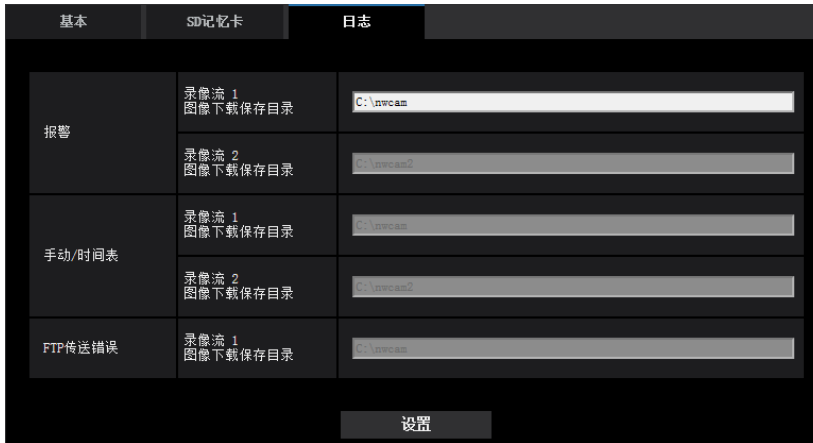 基本
SD记忆卡
日志
报警
录像流 1
图像下载保存目录
C:\nwcam
录像流 2
图像下载保存目录
C:\nwcam2
手动/时间表
录像流 1
图像下载保存目录
C:\nwcam
录像流 2
图像下载保存目录
C:\nwcam2
FTP传送错误
录像流 1
图像下载保存目录
C:\nwcam
设置